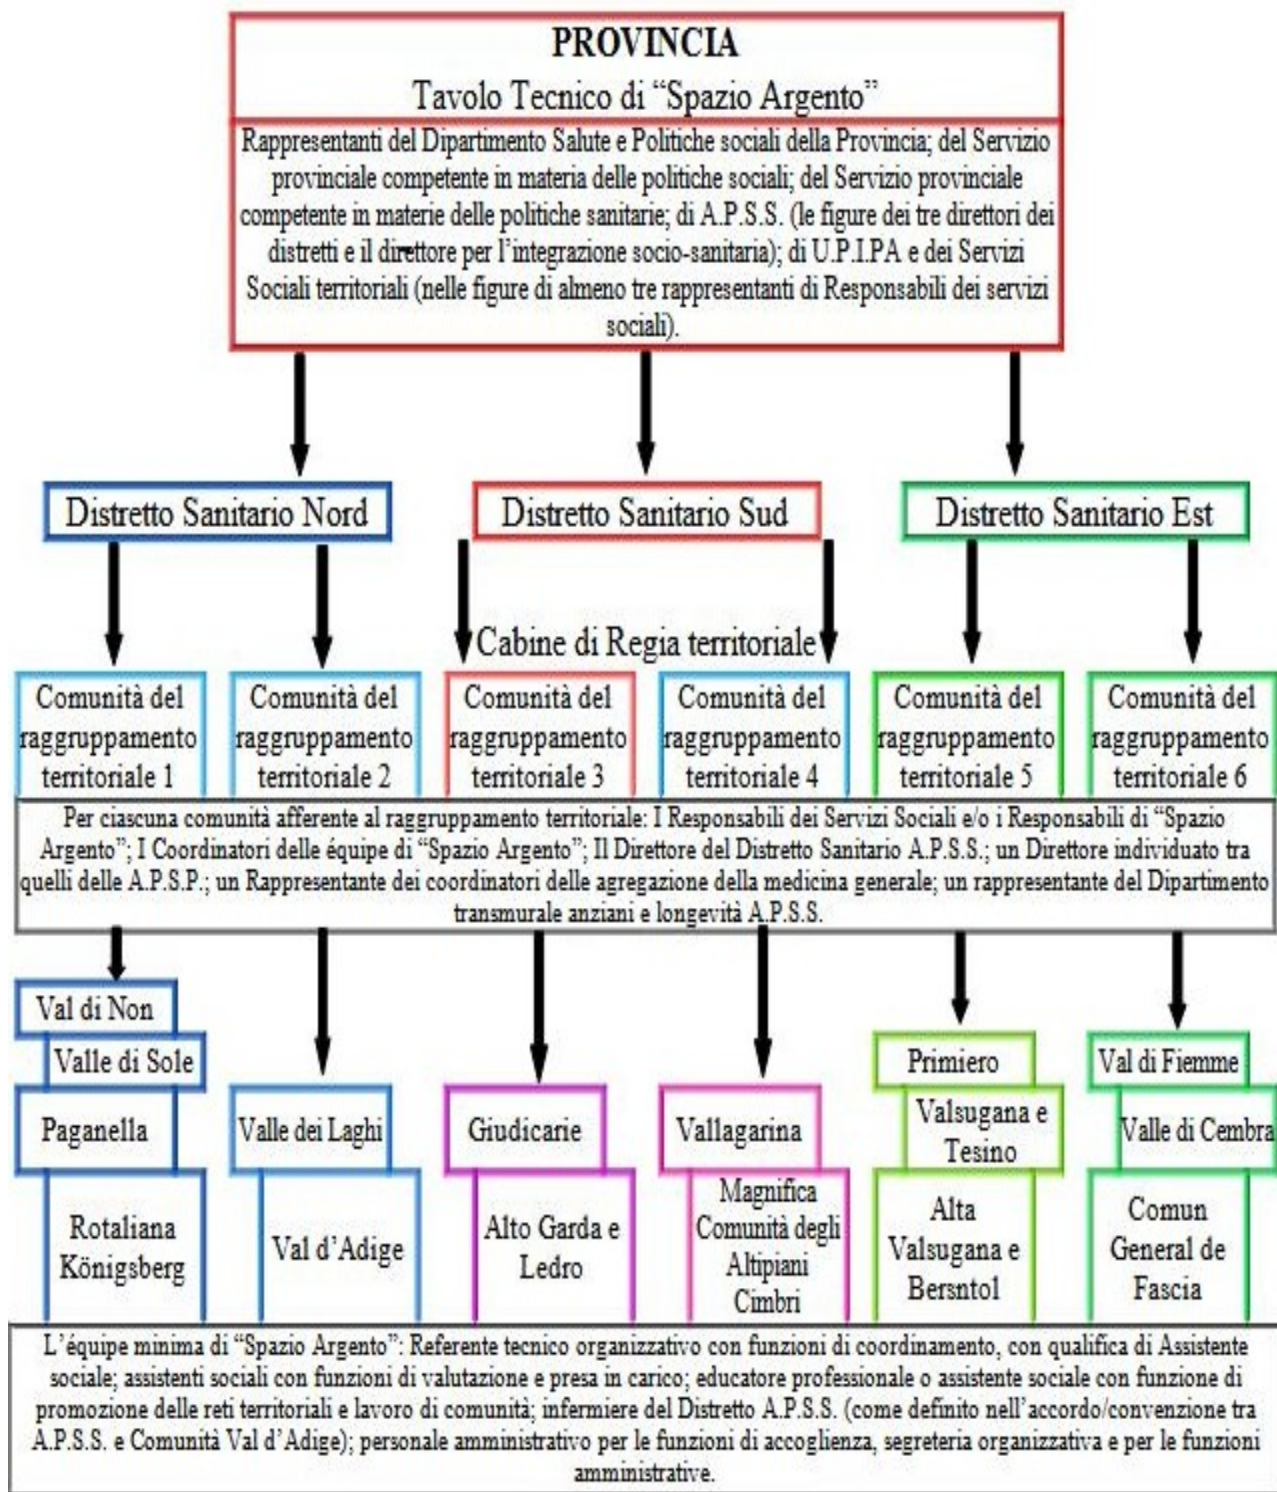 PROVINCIA
Tavolo Tecnico di “Spazio Argento”
Rappresentanti del Dipartimento Salute e Politiche sociali della Provincia; del Servizio
provinciale competente in materia delle politiche sociali; del Servizio provinciale
competente in materie delle politiche sanitarie; di A.P.S.S. (le figure dei tre direttori dei
distretti e il direttore per l’integrazione socio-sanitaria); di U.P.I.PA e dei Servizi
Sociali territoriali (nelle figure di almeno tre rappresentanti di Responsabili dei servizi
sociali).
Distretto Sanitario Nord
Distretto Sanitario Sud
Distretto Sanitario Est
Cabine di Regia territoriale
Comunità del
raggruppamento
territoriale 1
Comunità del
raggruppamento
territoriale 2
Comunità del
raggruppamento
territoriale 3
Comunità del
raggruppamento
territoriale 4
Comunità del
raggruppamento
territoriale 5
Comunità del
raggruppamento
territoriale 6
Per ciascuna comunità afferente al raggruppamento territoriale: I Responsabili dei Servizi Sociali e/o i Responsabili di “Spazio
Argento”; I Coordinatori delle équipe di “Spazio Argento”; Il Direttore del Distretto Sanitario A.P.S.S.; un Direttore individuato tra
quelli delle A.P.S.P.; un Rappresentante dei coordinatori delle agregazione della medicina generale; un rappresentante del Dipartimento
transmurale anziani e longevità A.P.S.S.
Val di Non
Valle di Sole
Paganella
Rotaliana
Königsberg
Valle dei Laghi
Val d’Adige
Giudicarie
Alto Garda e
Ledro
Vallagarina
Magnifica
Comunità degli
Altipiani
Cimbri
Primiero
Valsugana e
Tesino
Alta
Valsugana e
Bersntol
Val di Fiemme
Valle di Cembra
Comun
General de
Fascia
L’équipe minima di “Spazio Argento”: Referente tecnico organizzativo con funzioni di coordinamento, con qualifica di Assistente
sociale; assistenti sociali con funzioni di valutazione e presa in carico; educatore professionale o assistente sociale con funzione di
promozione delle reti territoriali e lavoro di comunità; infermiere del Distretto A.P.S.S. (come definito nell’accordo/convenzione tra
A.P.S.S. e Comunità Val d’Adige); personale amministrativo per le funzioni di accoglienza, segreteria organizzativa e per le funzioni
amministrative.